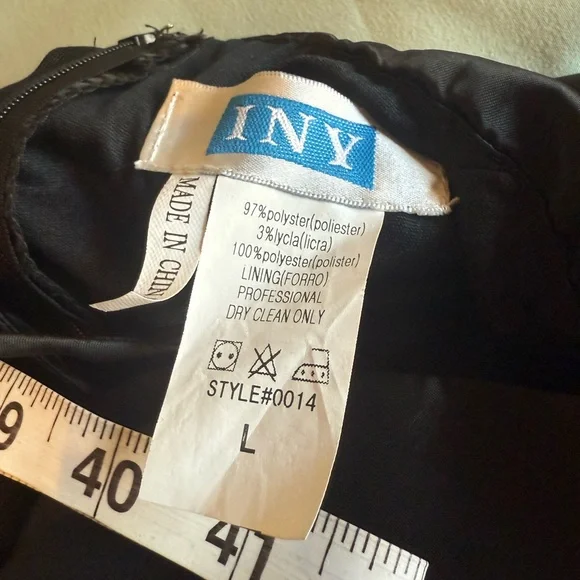 INY
MADE IN CHIN
97%polyster(poliester)
3%lycla(licra)
100%polyester(polister)
LINING(FORRO)
PROFESSIONAL
DRY CLEAN ONLY
STYLE#0014
L
9
40
41